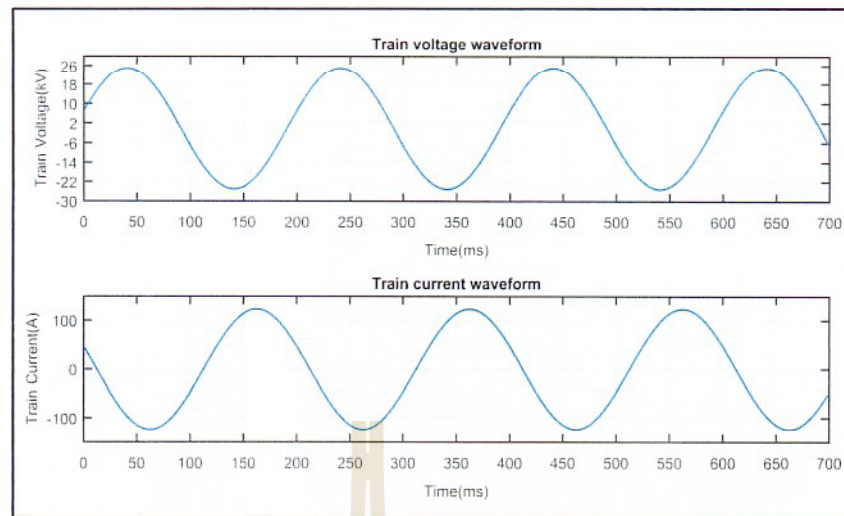 Train voltage waveform
Train Voltage(kV)
26
18
10
2
-6
-14
-22
-30
0 50 100 150 200 250 300 350 400 450 500 550 600 650 700
Time(ms)
Train current waveform
Train Current(A)
100
0
-100
0 50 100 150 200 250 300 350 400 450 500 550 600 650 700
Time(ms)